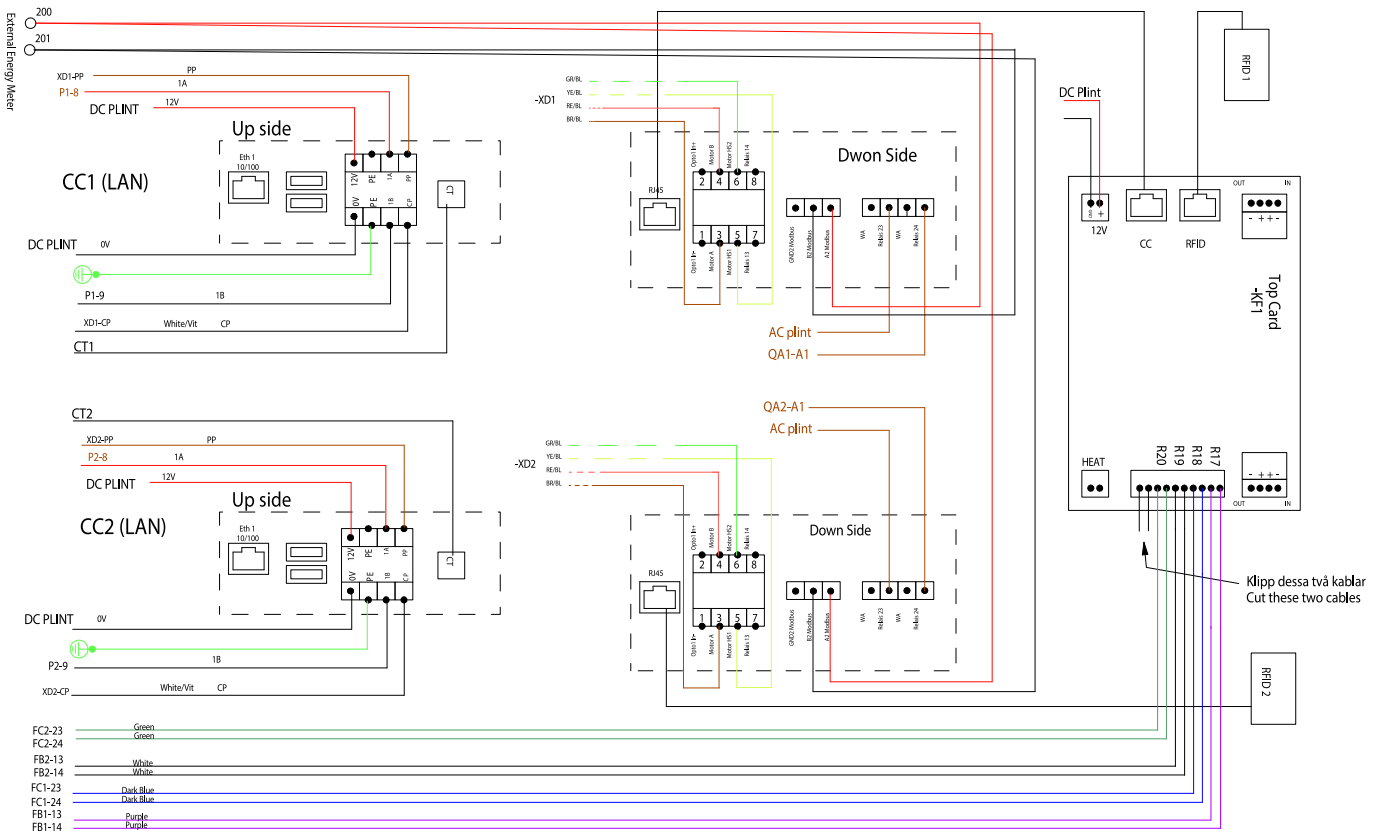 External Energy Meter
200
201
XD1-PP
PP
P1-8
1A
DC PLINT
12V
Up side
CC1 (LAN)
Eth 1
10/100
12V
PE
1A
PP
0V
PE
1B
CP
CT
DC PLINT
0V
P1-9
1B
XD1-CP
White/Vit
CP
CT1
-XD1
GR/BL
YE/BL
RE/BL
BR/BL
Dwon Side
RJ45
Opto1 In+
Motor B
Motor HS2
Relais 14
2
4
6
8
1
3
5
7
Opto1 In-
Motor A
Motor HS1
Relais 13
GND2 Modbus
B2 Modbus
A2 Modbus
WA
Relais 23
WA
Relais 24
AC plint
QA1-A1
RFID 1
DC Plint
GND
+
12V
CC
RFID
OUT
IN
- ++ -
Top Card
-KF1
HEAT
R20
R19
R18
R17
- ++ -
OUT
IN
Klipp dessa två kablar
Cut these two cables
CT2
XD2-PP
PP
P2-8
1A
DC PLINT
12V
Up side
CC2 (LAN)
Eth 1
10/100
12V
PE
1A
PP
0V
PE
1B
CP
CT
DC PLINT
0V
P2-9
1B
XD2-CP
White/Vit
CP
QA2-A1
AC plint
-XD2
GR/BL
YE/BL
RE/BL
BR/BL
Down Side
RJ45
Opto1 In+
Motor B
Motor HS2
Relais 14
2
4
6
8
1
3
5
7
Opto1 In-
Motor A
Motor HS1
Relais 13
GND2 Modbus
B2 Modbus
A2 Modbus
WA
Relais 23
WA
Relais 24
RFID 2
FC2-23
Green
FC2-24
Green
FB2-13
White
FB2-14
White
FC1-23
Dark Blue
FC1-24
Dark Blue
FB1-13
Purple
FB1-14
Purple